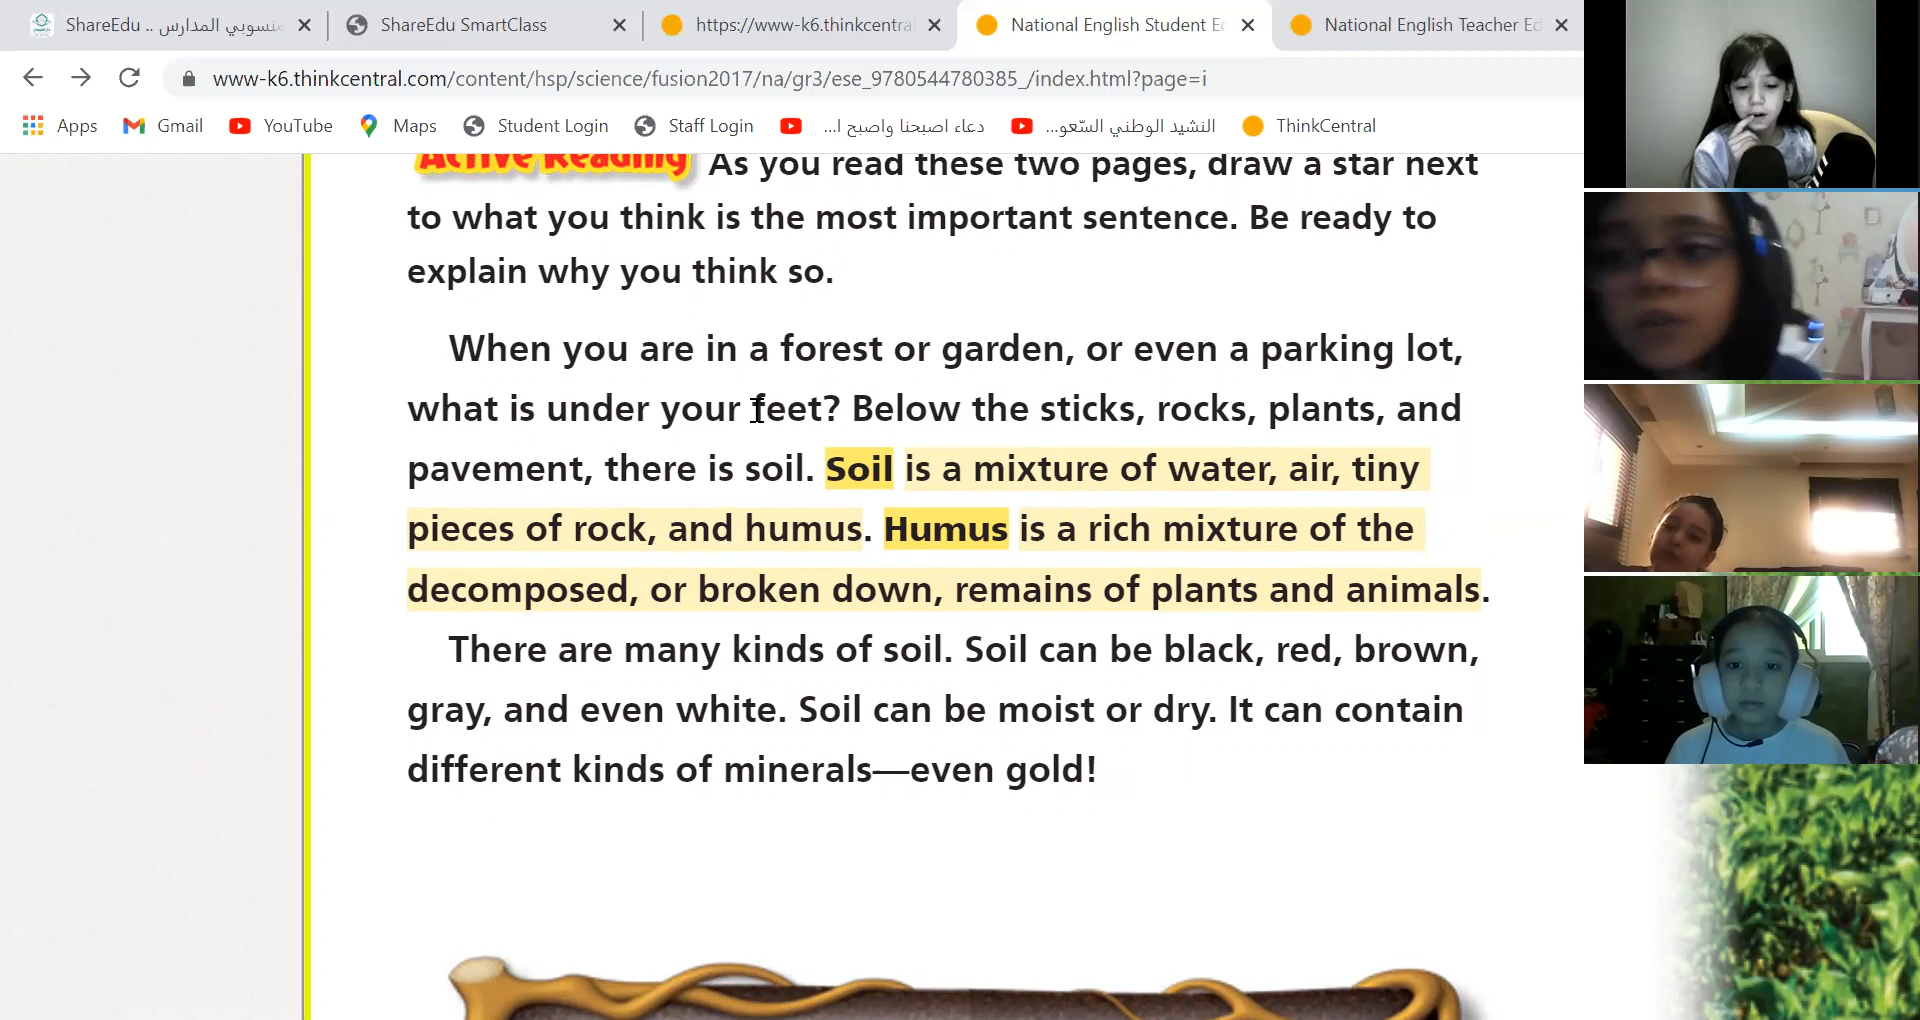 ShareEdu .. منسوبي المدارس
ShareEdu SmartClass
https://www-k6.thinkcentral
National English Student Ec
National English Teacher Ed
www-k6.thinkcentral.com/content/hsp/science/fusion2017/na/gr3/ese_9780544780385_/index.html?page=i
Apps
Gmail
YouTube
Maps
Student Login
Staff Login
دعاء اصبحنا واصبح ا...
النشيد الوطني السّعو...
ThinkCentral
Active Reading As you read these two pages, draw a star next
to what you think is the most important sentence. Be ready to
explain why you think so.
When you are in a forest or garden, or even a parking lot,
what is under your feet? Below the sticks, rocks, plants, and
pavement, there is soil. Soil is a mixture of water, air, tiny
pieces of rock, and humus. Humus is a rich mixture of the
decomposed, or broken down, remains of plants and animals.
There are many kinds of soil. Soil can be black, red, brown,
gray, and even white. Soil can be moist or dry. It can contain
different kinds of minerals—even gold!